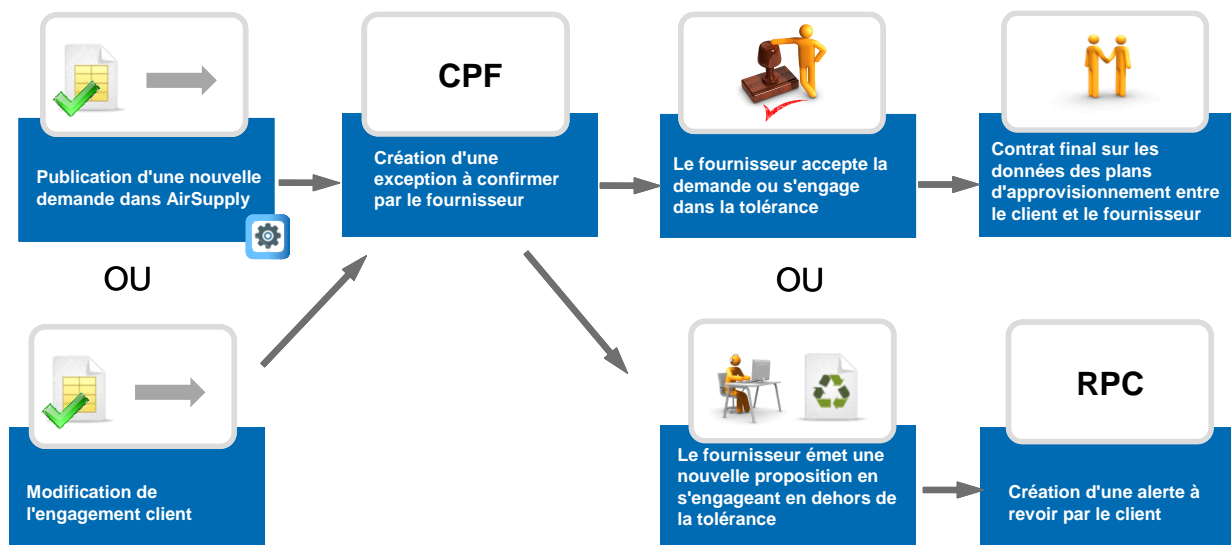 CPF
Publication d'une nouvelle
demande dans AirSupply
Création d'une
exception à confirmer
par le fournisseur
Le fournisseur accepte la
demande ou s'engage
dans la tolérance
Contrat final sur les
données des plans
d'approvisionnement entre
le client et le fournisseur
OU
OU
RPC
Modification de
l'engagement client
Le fournisseur émet une
nouvelle proposition en
s'engageant en dehors de
la tolérance
Création d'une alerte à
revoir par le client